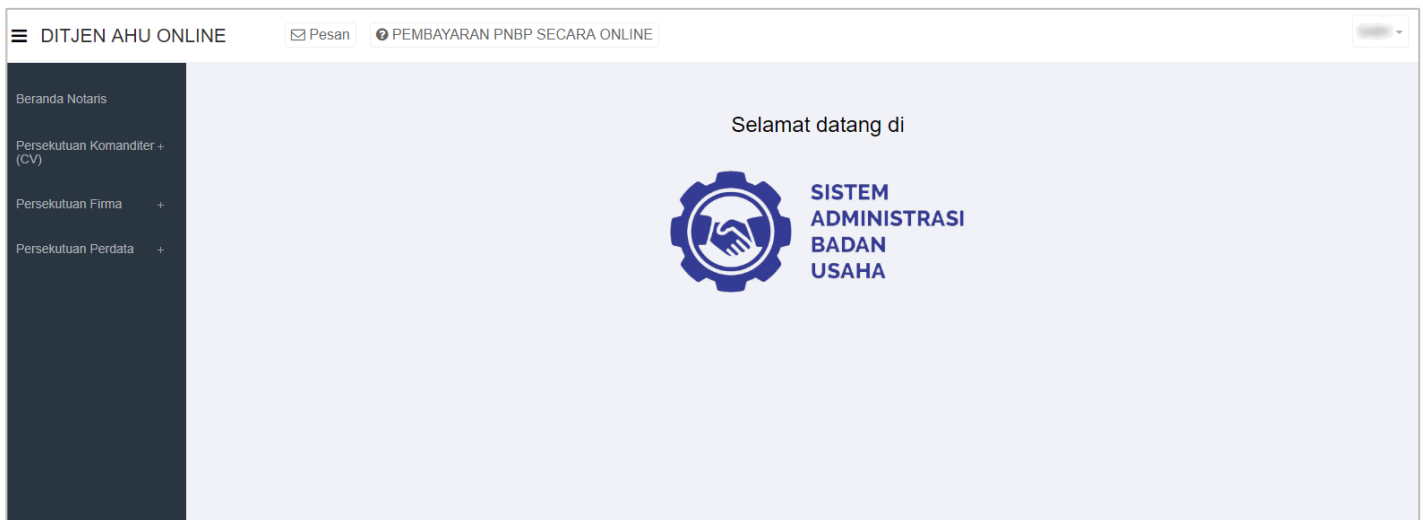 DITJEN AHU ONLINE
Pesan
PEMBAYARAN PNBP SECARA ONLINE
Beranda Notaris
Persekutuan Komanditer +
(CV)
Persekutuan Firma +
Persekutuan Perdata +
Selamat datang di
SISTEM
ADMINISTRASI
BADAN
USAHA